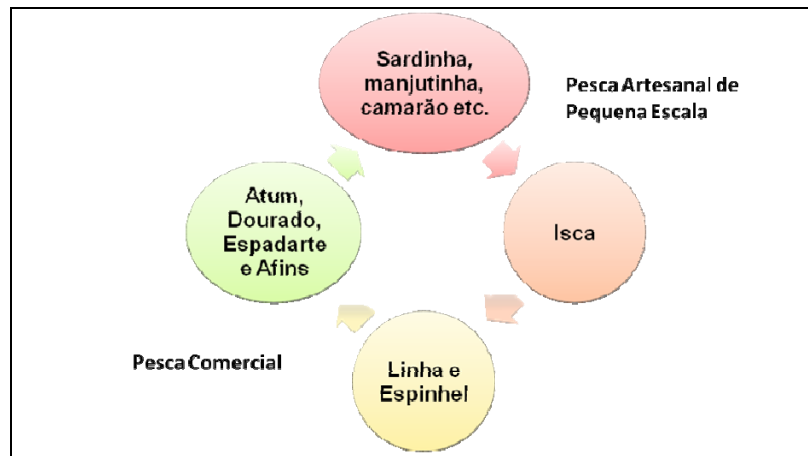 Sardinha,
manjutinha,
camarão etc.
Pesca Artesanal de
Pequena Escala
Isca
Linha e
Espinhel
Pesca Comercial
Atum,
Dourado,
Espadarte
e Afins